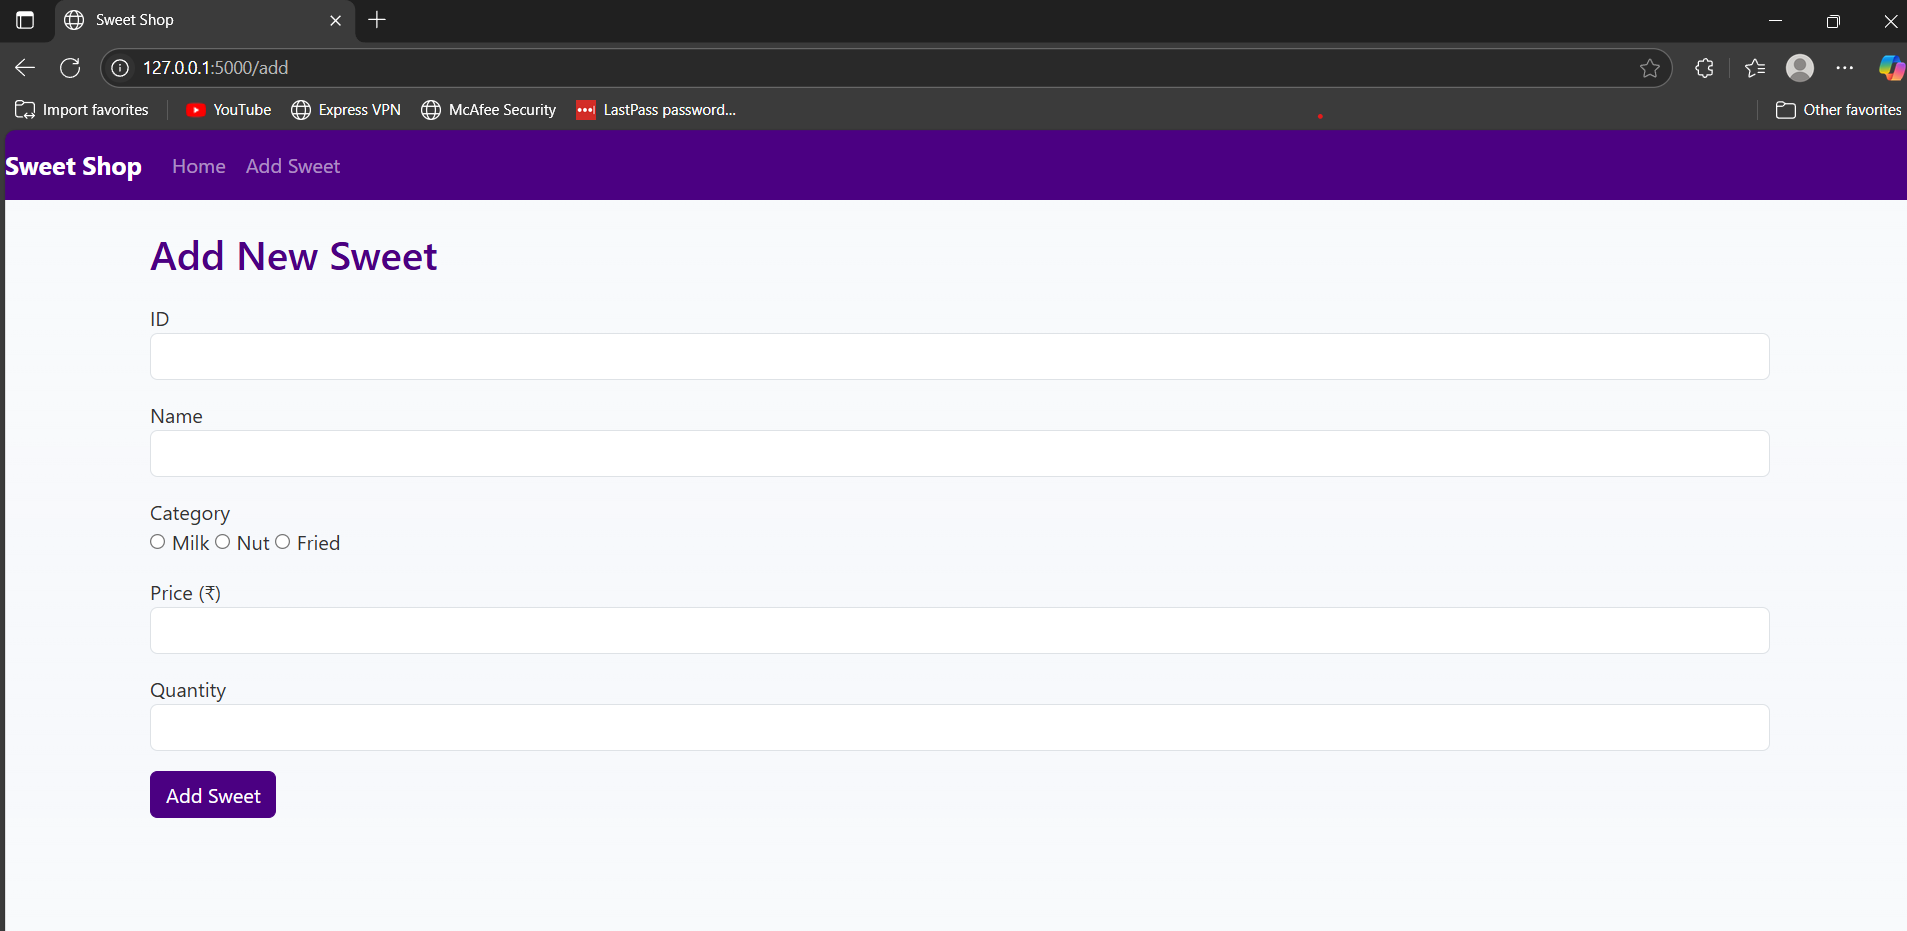 Sweet Shop
127.0.0.1:5000/add
Import favorites YouTube Express VPN McAfee Security LastPass password... Other favorites
Sweet Shop Home Add Sweet
Add New Sweet
ID
Name
Category
Milk Nut Fried
Price (₹)
Quantity
Add Sweet